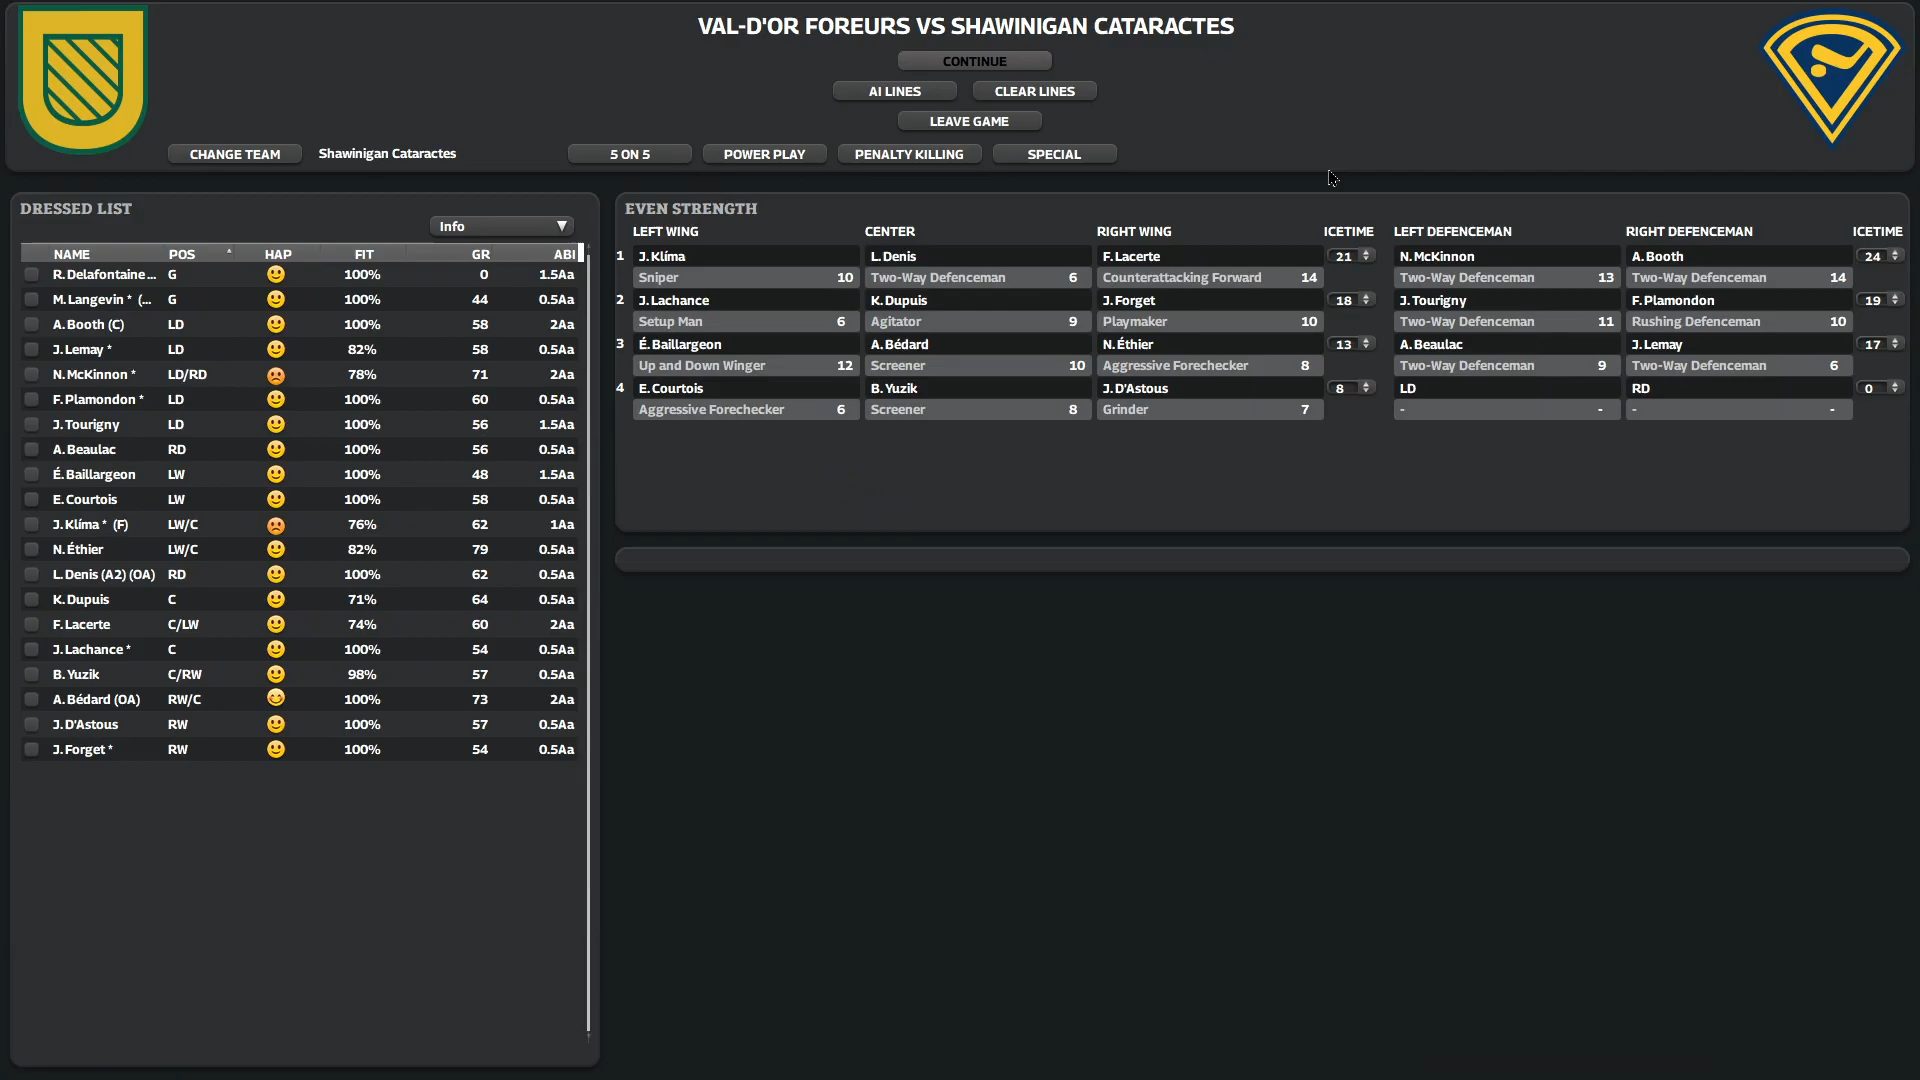 VAL-D'OR FOREURS VS SHAWINIGAN CATARACTES
CONTINUE
AI LINES CLEAR LINES
LEAVE GAME
CHANGE TEAM Shawinigan Cataractes 5 ON 5 POWER PLAY PENALTY KILLING SPECIAL
DRESSED LIST
Info
NAME POS HAP FIT GR ABI
R. Delafontaine... G 100% 0 1.5Aa
M. Langevin * (... G 100% 44 0.5Aa
A. Booth (C) LD 100% 58 2Aa
J. Lemay * LD 82% 58 0.5Aa
N. McKinnon * LD/RD 78% 71 2Aa
F. Plamondon * LD 100% 60 0.5Aa
J. Tourigny LD 100% 56 1.5Aa
A. Beaulac RD 100% 56 0.5Aa
É. Baillargeon LW 100% 48 1.5Aa
E. Courtois LW 100% 58 0.5Aa
J. Klíma * (F) LW/C 76% 62 1Aa
N. Éthier LW/C 82% 79 0.5Aa
L. Denis (A2) (OA) RD 100% 62 0.5Aa
K. Dupuis C 71% 64 0.5Aa
F. Lacerte C/LW 74% 60 2Aa
J. Lachance * C 100% 54 0.5Aa
B. Yuzik C/RW 98% 57 0.5Aa
A. Bédard (OA) RW/C 100% 73 2Aa
J. D'Astous RW 100% 57 0.5Aa
J. Forget * RW 100% 54 0.5Aa
EVEN STRENGTH
LEFT WING CENTER RIGHT WING ICETIME LEFT DEFENCEMAN RIGHT DEFENCEMAN ICETIME
1 J. Klíma L. Denis F. Lacerte 21 N. McKinnon A. Booth 24
Sniper 10 Two-Way Defenceman 6 Counterattacking Forward 14 Two-Way Defenceman 13 Two-Way Defenceman 14
2 J. Lachance K. Dupuis J. Forget 18 J. Tourigny F. Plamondon 19
Setup Man 6 Agitator 9 Playmaker 10 Two-Way Defenceman 11 Rushing Defenceman 10
3 É. Baillargeon A. Bédard N. Éthier 13 A. Beaulac J. Lemay 17
Up and Down Winger 12 Screener 10 Aggressive Forechecker 8 Two-Way Defenceman 9 Two-Way Defenceman 6
4 E. Courtois B. Yuzik J. D'Astous 8 LD RD 0
Aggressive Forechecker 6 Screener 8 Grinder 7 - - - -